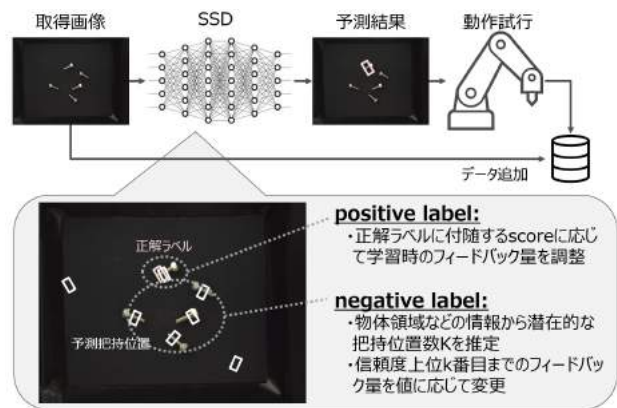 取得画像
SSD
予測結果
動作試行
データ追加
正解ラベル
予測把持位置
positive label:
・正解ラベルに付随するscoreに応じ
て学習時のフィードバック量を調整
negative label:
・物体領域などの情報から潜在的な
把持位置数Kを推定
・信頼度上位k番目までのフィードバッ
ク量を値に応じて変更